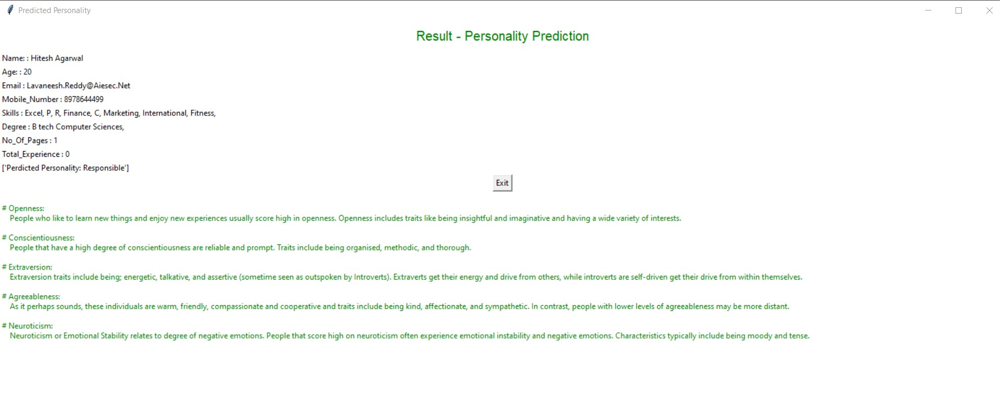 Predicted Personality
Result - Personality Prediction
Name: : Hitesh Agarwal
Age: : 20
Email : Lavaneesh.Reddy@Aiesec.Net
Mobile_Number : 8978644499
Skills : Excel, P, R, Finance, C, Marketing, International, Fitness,
Degree : B tech Computer Sciences,
No_Of_Pages : 1
Total_Experience : 0
['Perdicted Personality: Responsible']
Exit
# Openness:
People who like to learn new things and enjoy new experiences usually score high in openness. Openness includes traits like being insightful and imaginative and having a wide variety of interests.
# Conscientiousness:
People that have a high degree of conscientiousness are reliable and prompt. Traits include being organised, methodic, and thorough.
# Extraversion:
Extraversion traits include being; energetic, talkative, and assertive (sometime seen as outspoken by Introverts). Extraverts get their energy and drive from others, while introverts are self-driven get their drive from within themselves.
# Agreeableness:
As it perhaps sounds, these individuals are warm, friendly, compassionate and cooperative and traits include being kind, affectionate, and sympathetic. In contrast, people with lower levels of agreeableness may be more distant.
# Neuroticism:
Neuroticism or Emotional Stability relates to degree of negative emotions. People that score high on neuroticism often experience emotional instability and negative emotions. Characteristics typically include being moody and tense.